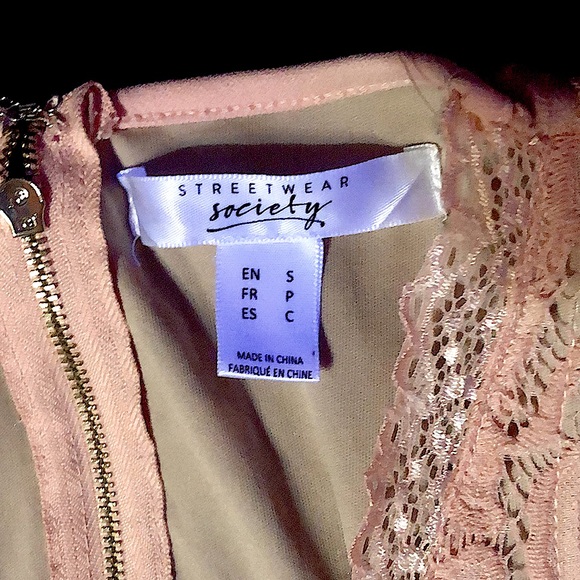 STREETWEAR
society
EN S
FR P
ES C
MADE IN CHINA
FABRIQUÉ EN CHINE